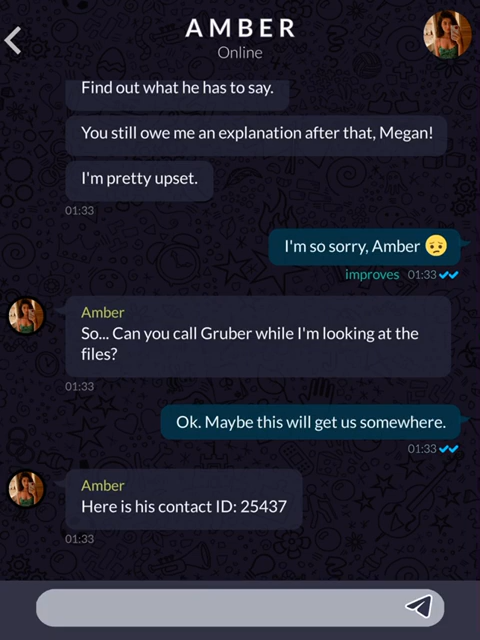 AMBER
Online
Find out what he has to say.
You still owe me an explanation after that, Megan!
I'm pretty upset.
01:33
I'm so sorry, Amber 😔
improves 01:33
Amber
So... Can you call Gruber while I'm looking at the
files?
01:33
Ok. Maybe this will get us somewhere.
01:33
Amber
Here is his contact ID: 25437
01:33